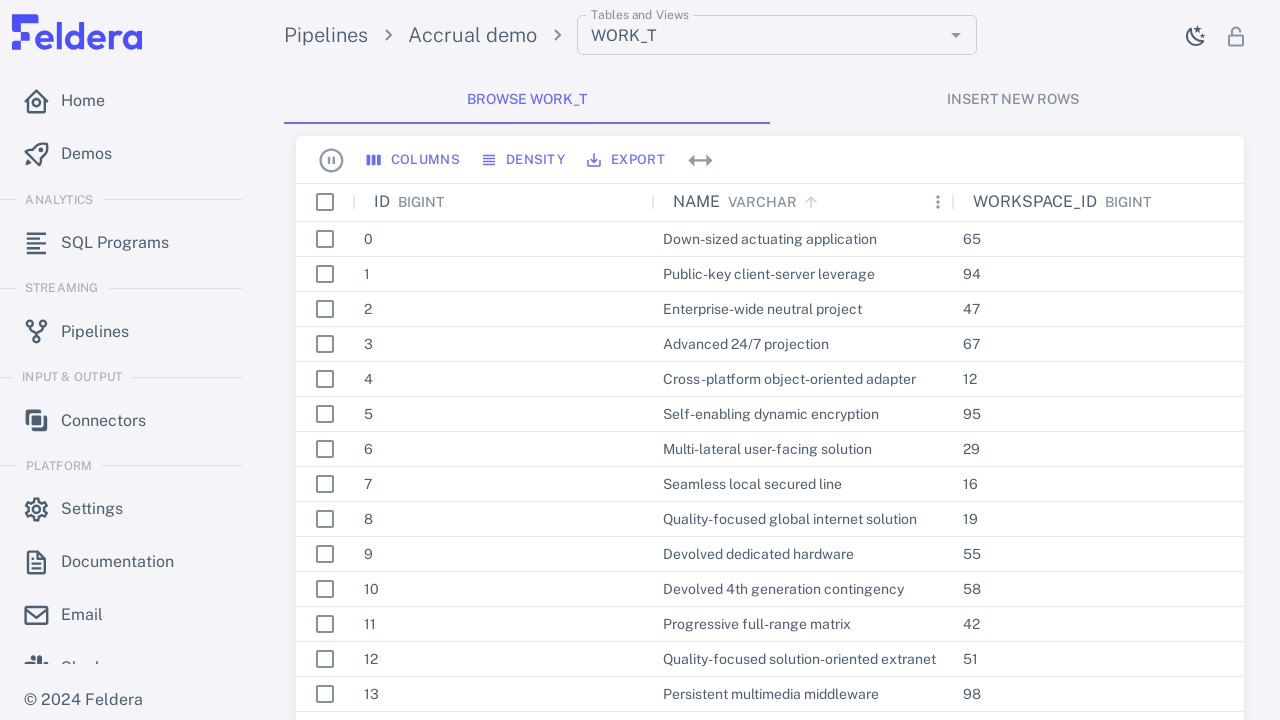 Feldera
Pipelines > Accrual demo >
Tables and Views
WORK_T
Home
Demos
ANALYTICS
SQL Programs
STREAMING
Pipelines
INPUT & OUTPUT
Connectors
PLATFORM
Settings
Documentation
Email
© 2024 Feldera
BROWSE WORK_T
INSERT NEW ROWS
COLUMNS DENSITY EXPORT
ID BIGINT NAME VARCHAR WORKSPACE_ID BIGINT
0 Down-sized actuating application 65
1 Public-key client-server leverage 94
2 Enterprise-wide neutral project 47
3 Advanced 24/7 projection 67
4 Cross-platform object-oriented adapter 12
5 Self-enabling dynamic encryption 95
6 Multi-lateral user-facing solution 29
7 Seamless local secured line 16
8 Quality-focused global internet solution 19
9 Devolved dedicated hardware 55
10 Devolved 4th generation contingency 58
11 Progressive full-range matrix 42
12 Quality-focused solution-oriented extranet 51
13 Persistent multimedia middleware 98